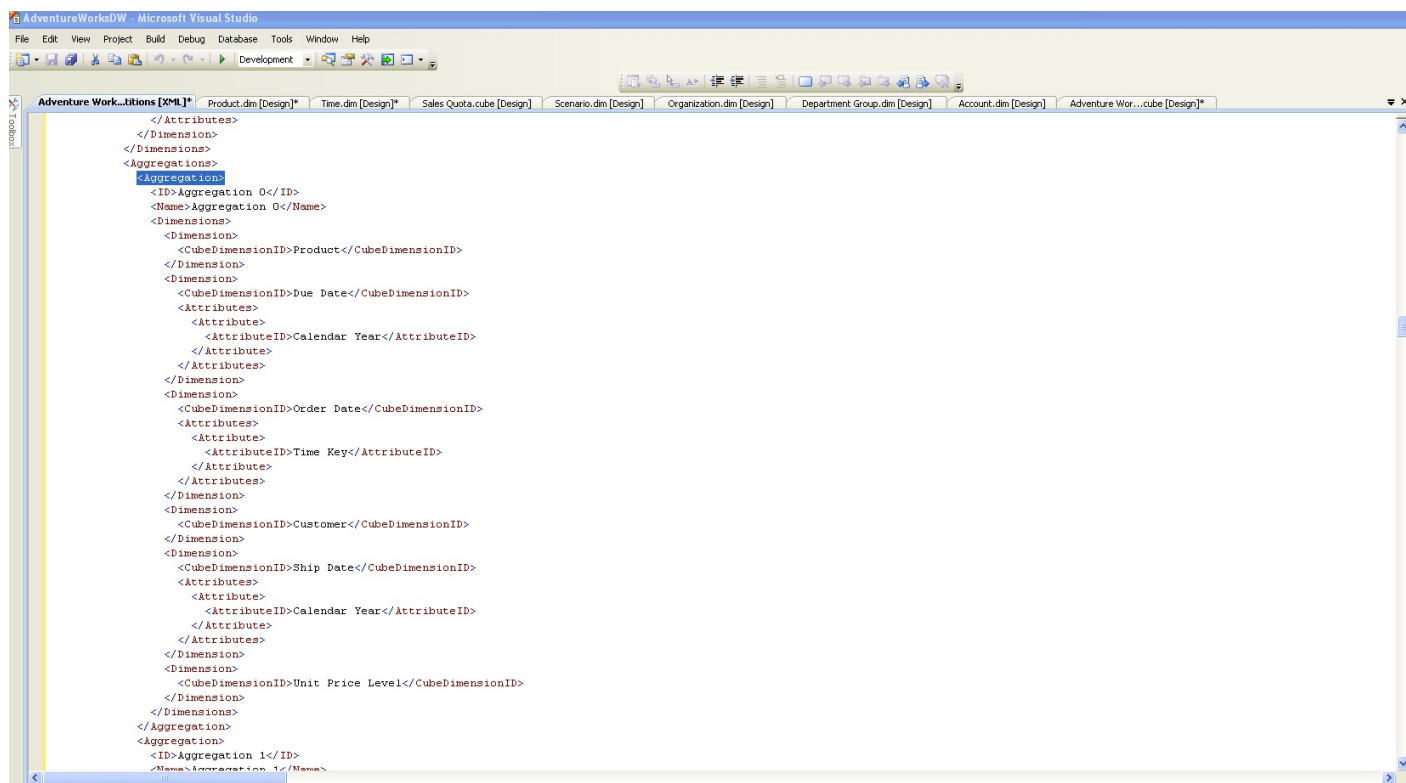 AdventureWorksDW - Microsoft Visual Studio
File Edit View Project Build Debug Database Tools Window Help
Development
Toolbox
Adventure Work...titions [XML]* Product.dim [Design]* Time.dim [Design]* Sales Quota.cube [Design] Scenario.dim [Design] Organization.dim [Design] Department Group.dim [Design] Account.dim [Design] Adventure Wor...cube [Design]*
</Attributes>
</Dimension>
</Dimensions>
<Aggregations>
<Aggregation>
<ID>Aggregation 0</ID>
<Name>Aggregation 0</Name>
<Dimensions>
<Dimension>
<CubeDimensionID>Product</CubeDimensionID>
</Dimension>
<Dimension>
<CubeDimensionID>Due Date</CubeDimensionID>
<Attributes>
<Attribute>
<AttributeID>Calendar Year</AttributeID>
</Attribute>
</Attributes>
</Dimension>
<Dimension>
<CubeDimensionID>Order Date</CubeDimensionID>
<Attributes>
<Attribute>
<AttributeID>Time Key</AttributeID>
</Attribute>
</Attributes>
</Dimension>
<Dimension>
<CubeDimensionID>Customer</CubeDimensionID>
</Dimension>
<Dimension>
<CubeDimensionID>Ship Date</CubeDimensionID>
<Attributes>
<Attribute>
<AttributeID>Calendar Year</AttributeID>
</Attribute>
</Attributes>
</Dimension>
<Dimension>
<CubeDimensionID>Unit Price Level</CubeDimensionID>
</Dimension>
</Dimensions>
</Aggregation>
<Aggregation>
<ID>Aggregation 1</ID>
<Name>Aggregation 1</Name>